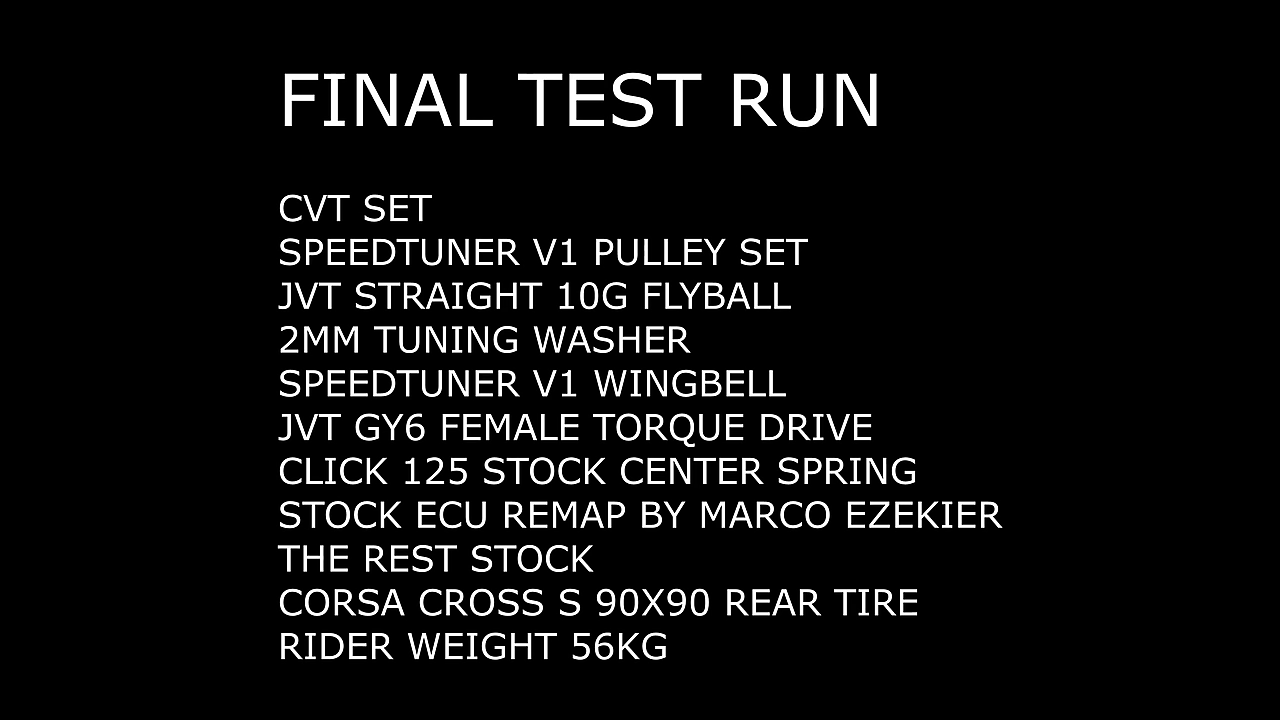 FINAL TEST RUN
CVT SET
SPEEDTUNER V1 PULLEY SET
JVT STRAIGHT 10G FLYBALL
2MM TUNING WASHER
SPEEDTUNER V1 WINGBELL
JVT GY6 FEMALE TORQUE DRIVE
CLICK 125 STOCK CENTER SPRING
STOCK ECU REMAP BY MARCO EZEKIER
THE REST STOCK
CORSA CROSS S 90X90 REAR TIRE
RIDER WEIGHT 56KG